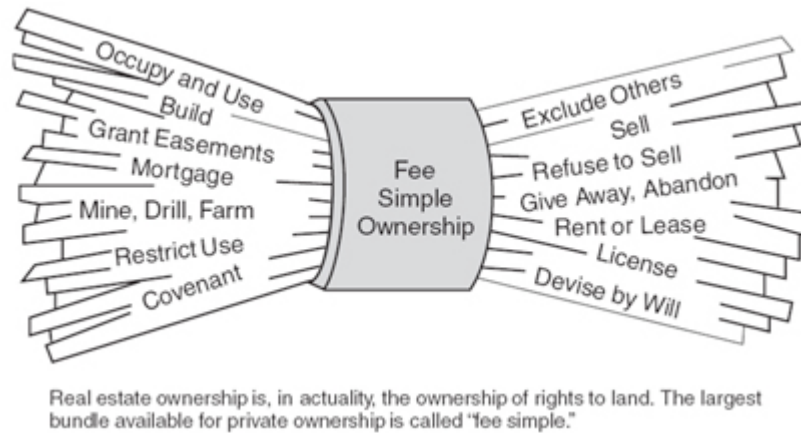 Occupy and Use
Build
Grant Easements
Mortgage
Mine, Drill, Farm
Restrict Use
Covenant
Fee
Simple
Ownership
Exclude Others
Sell
Refuse to Sell
Give Away, Abandon
Rent or Lease
License
Devise by Will
Real estate ownership is, in actuality, the ownership of rights to land. The largest
bundle available for private ownership is called “fee simple.”